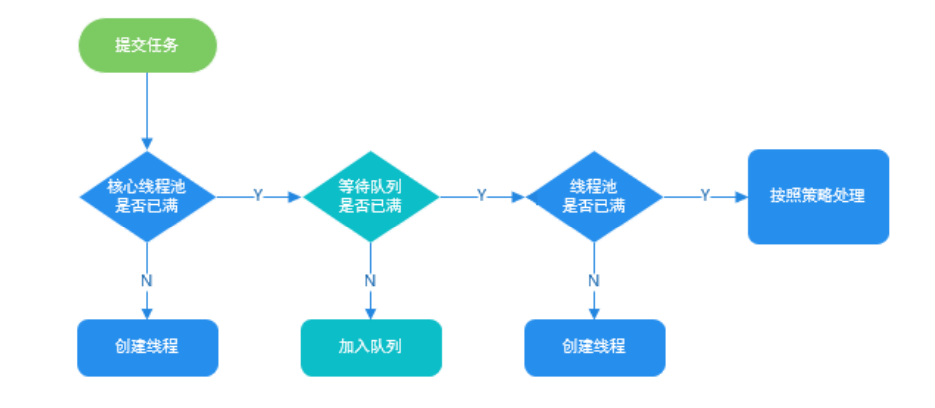 提交任务
核心线程池
是否已满
Y
等待队列
是否已满
Y
线程池
是否已满
Y
按照策略处理
N
N
N
创建线程
加入队列
创建线程